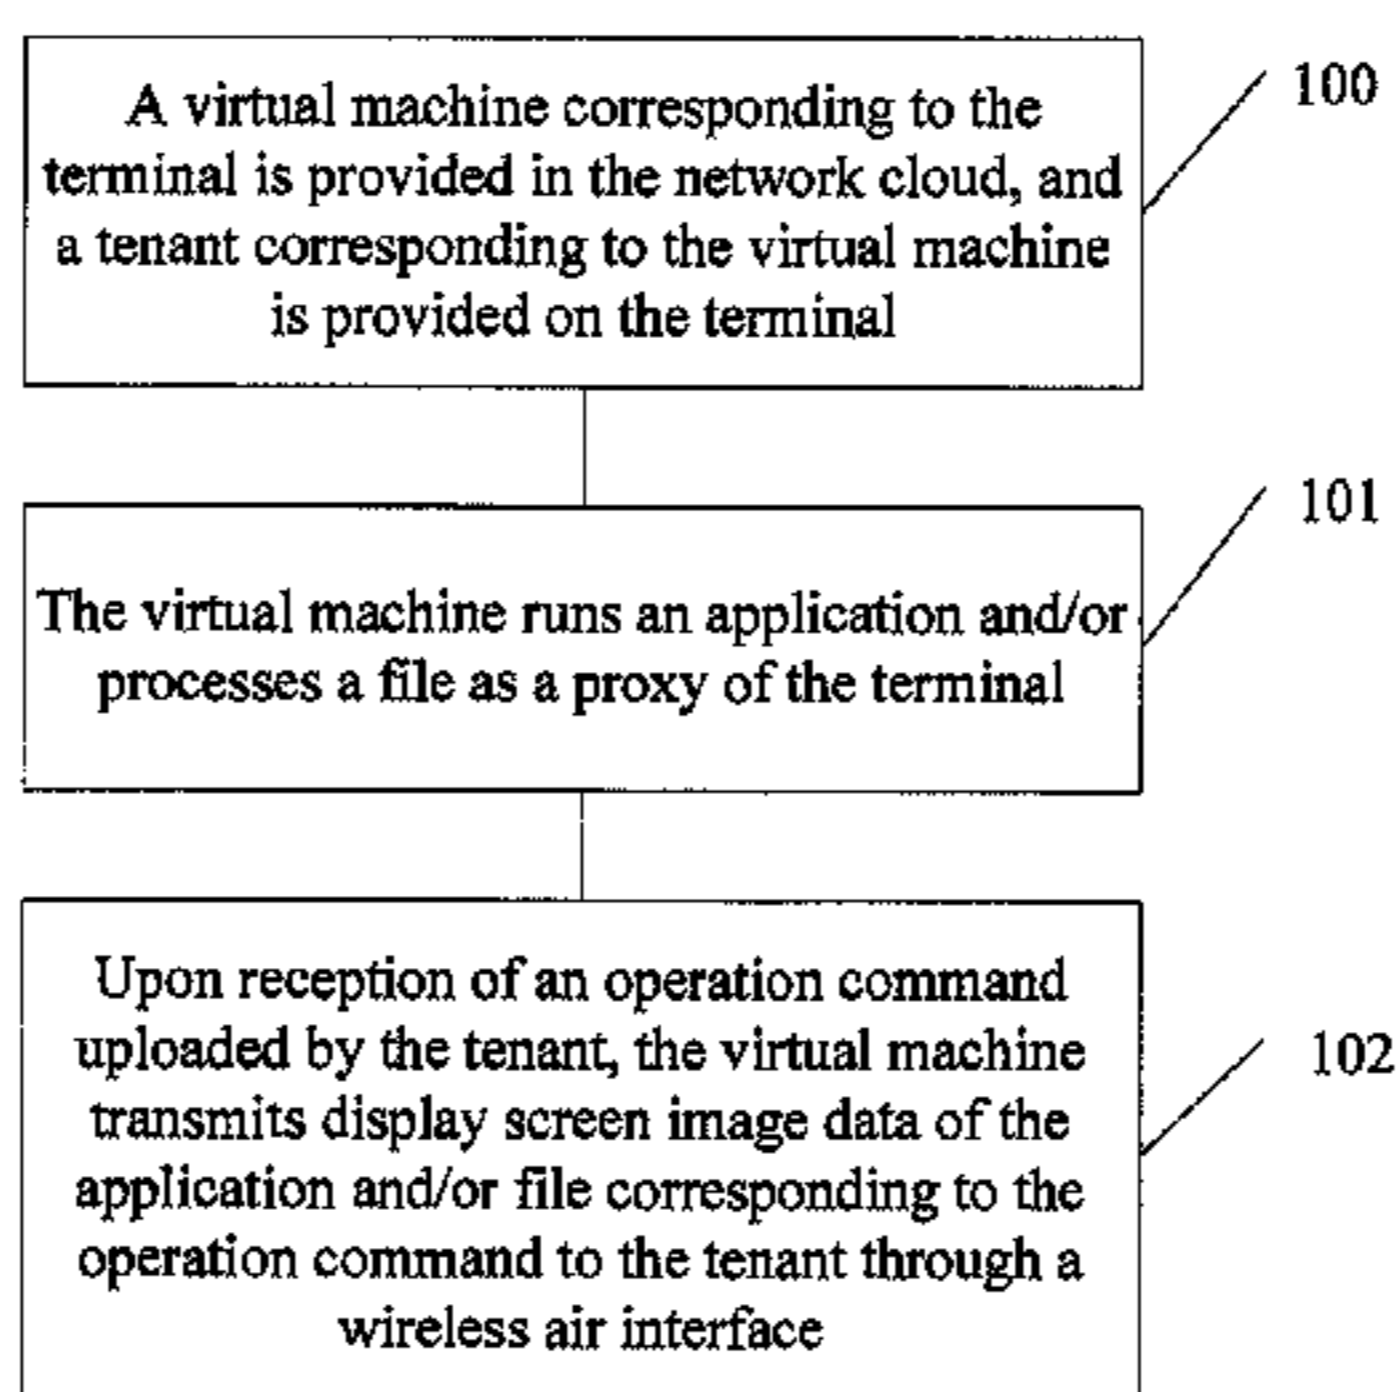 A virtual machine corresponding to the
terminal is provided in the network cloud, and
a tenant corresponding to the virtual machine
is provided on the terminal
100
The virtual machine runs an application and/or
processes a file as a proxy of the terminal
101
Upon reception of an operation command
uploaded by the tenant, the virtual machine
transmits display screen image data of the
application and/or file corresponding to the
operation command to the tenant through a
wireless air interface
102